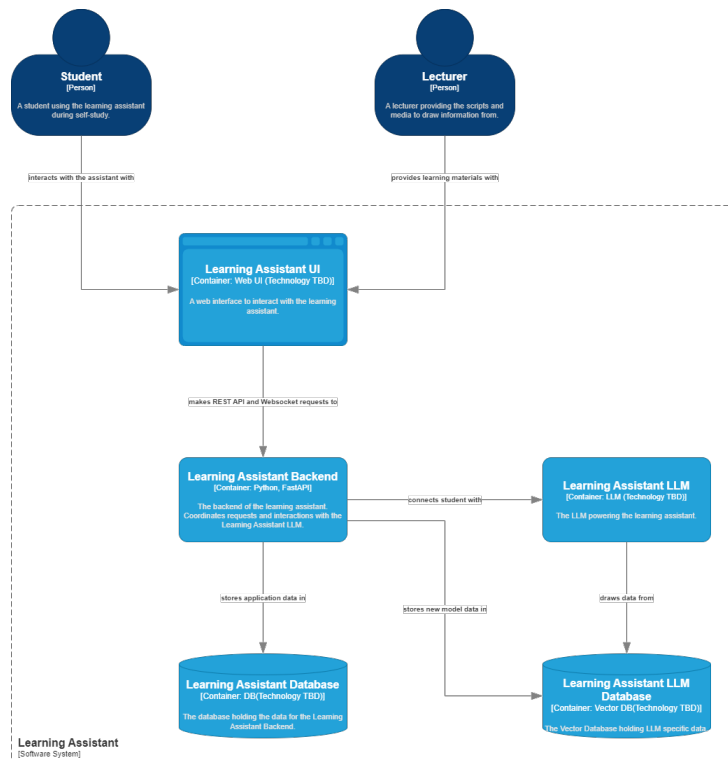 Student
[Person]
A student using the learning assistant
during self-study.
Lecturer
[Person]
A lecturer providing the scripts and
media to draw information from.
interacts with the assistant with
provides learning materials with
Learning Assistant UI
[Container: Web UI (Technology TBD)]
A web interface to interact with the learning
assistant.
makes REST API and Websocket requests to
Learning Assistant Backend
[Container: Python, FastAPI]
The backend of the learning assistant.
Coordinates requests and interactions with the
Learning Assistant LLM.
connects student with
Learning Assistant LLM
[Container: LLM (Technology TBD)]
The LLM powering the learning assistant.
stores application data in
stores new model data in
draws data from
Learning Assistant Database
[Container: DB(Technology TBD)]
The database holding the data for the Learning
Assistant Backend.
Learning Assistant LLM
Database
[Container: Vector DB(Technology TBD)]
The Vector Database holding LLM specific data
Learning Assistant
[Software System]